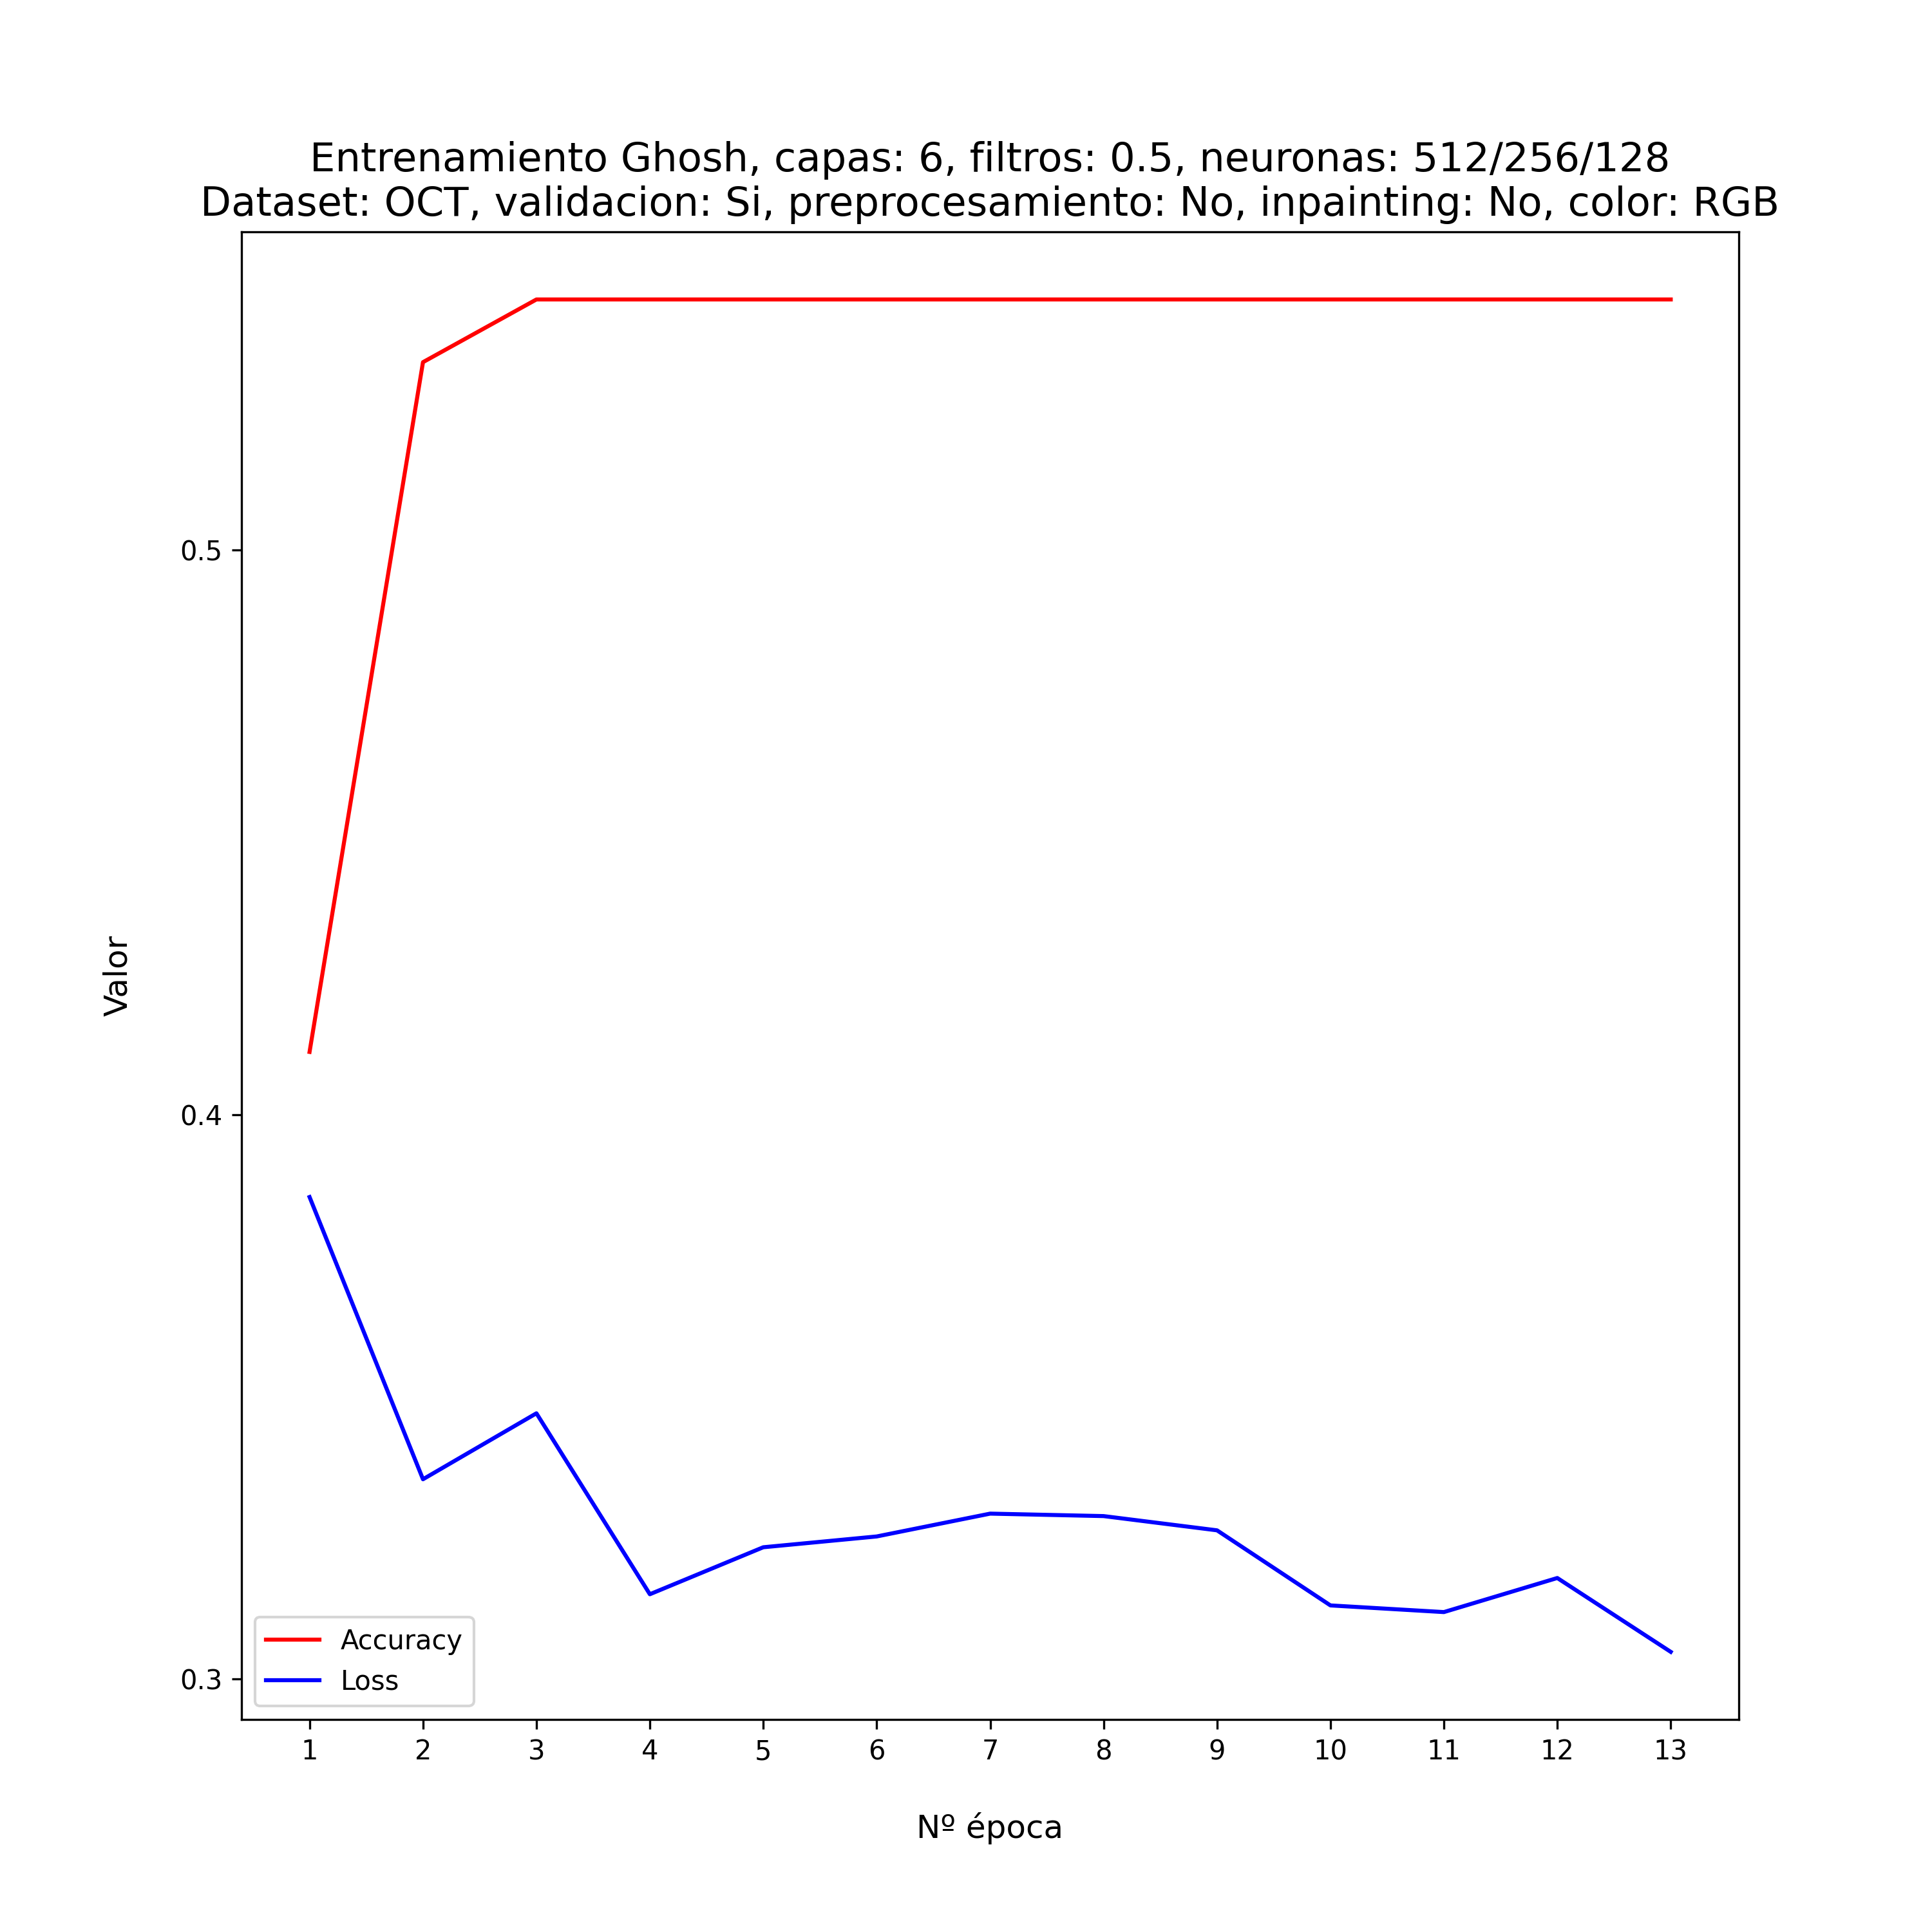 Entrenamiento Ghosh, capas: 6, filtros: 0.5, neuronas: 512/256/128
Dataset: OCT, validacion: Si, preprocesamiento: No, inpainting: No, color: RGB
Valor
0.5
0.4
0.3
Accuracy
Loss
1 2 3 4 5 6 7 8 9 10 11 12 13
Nº época